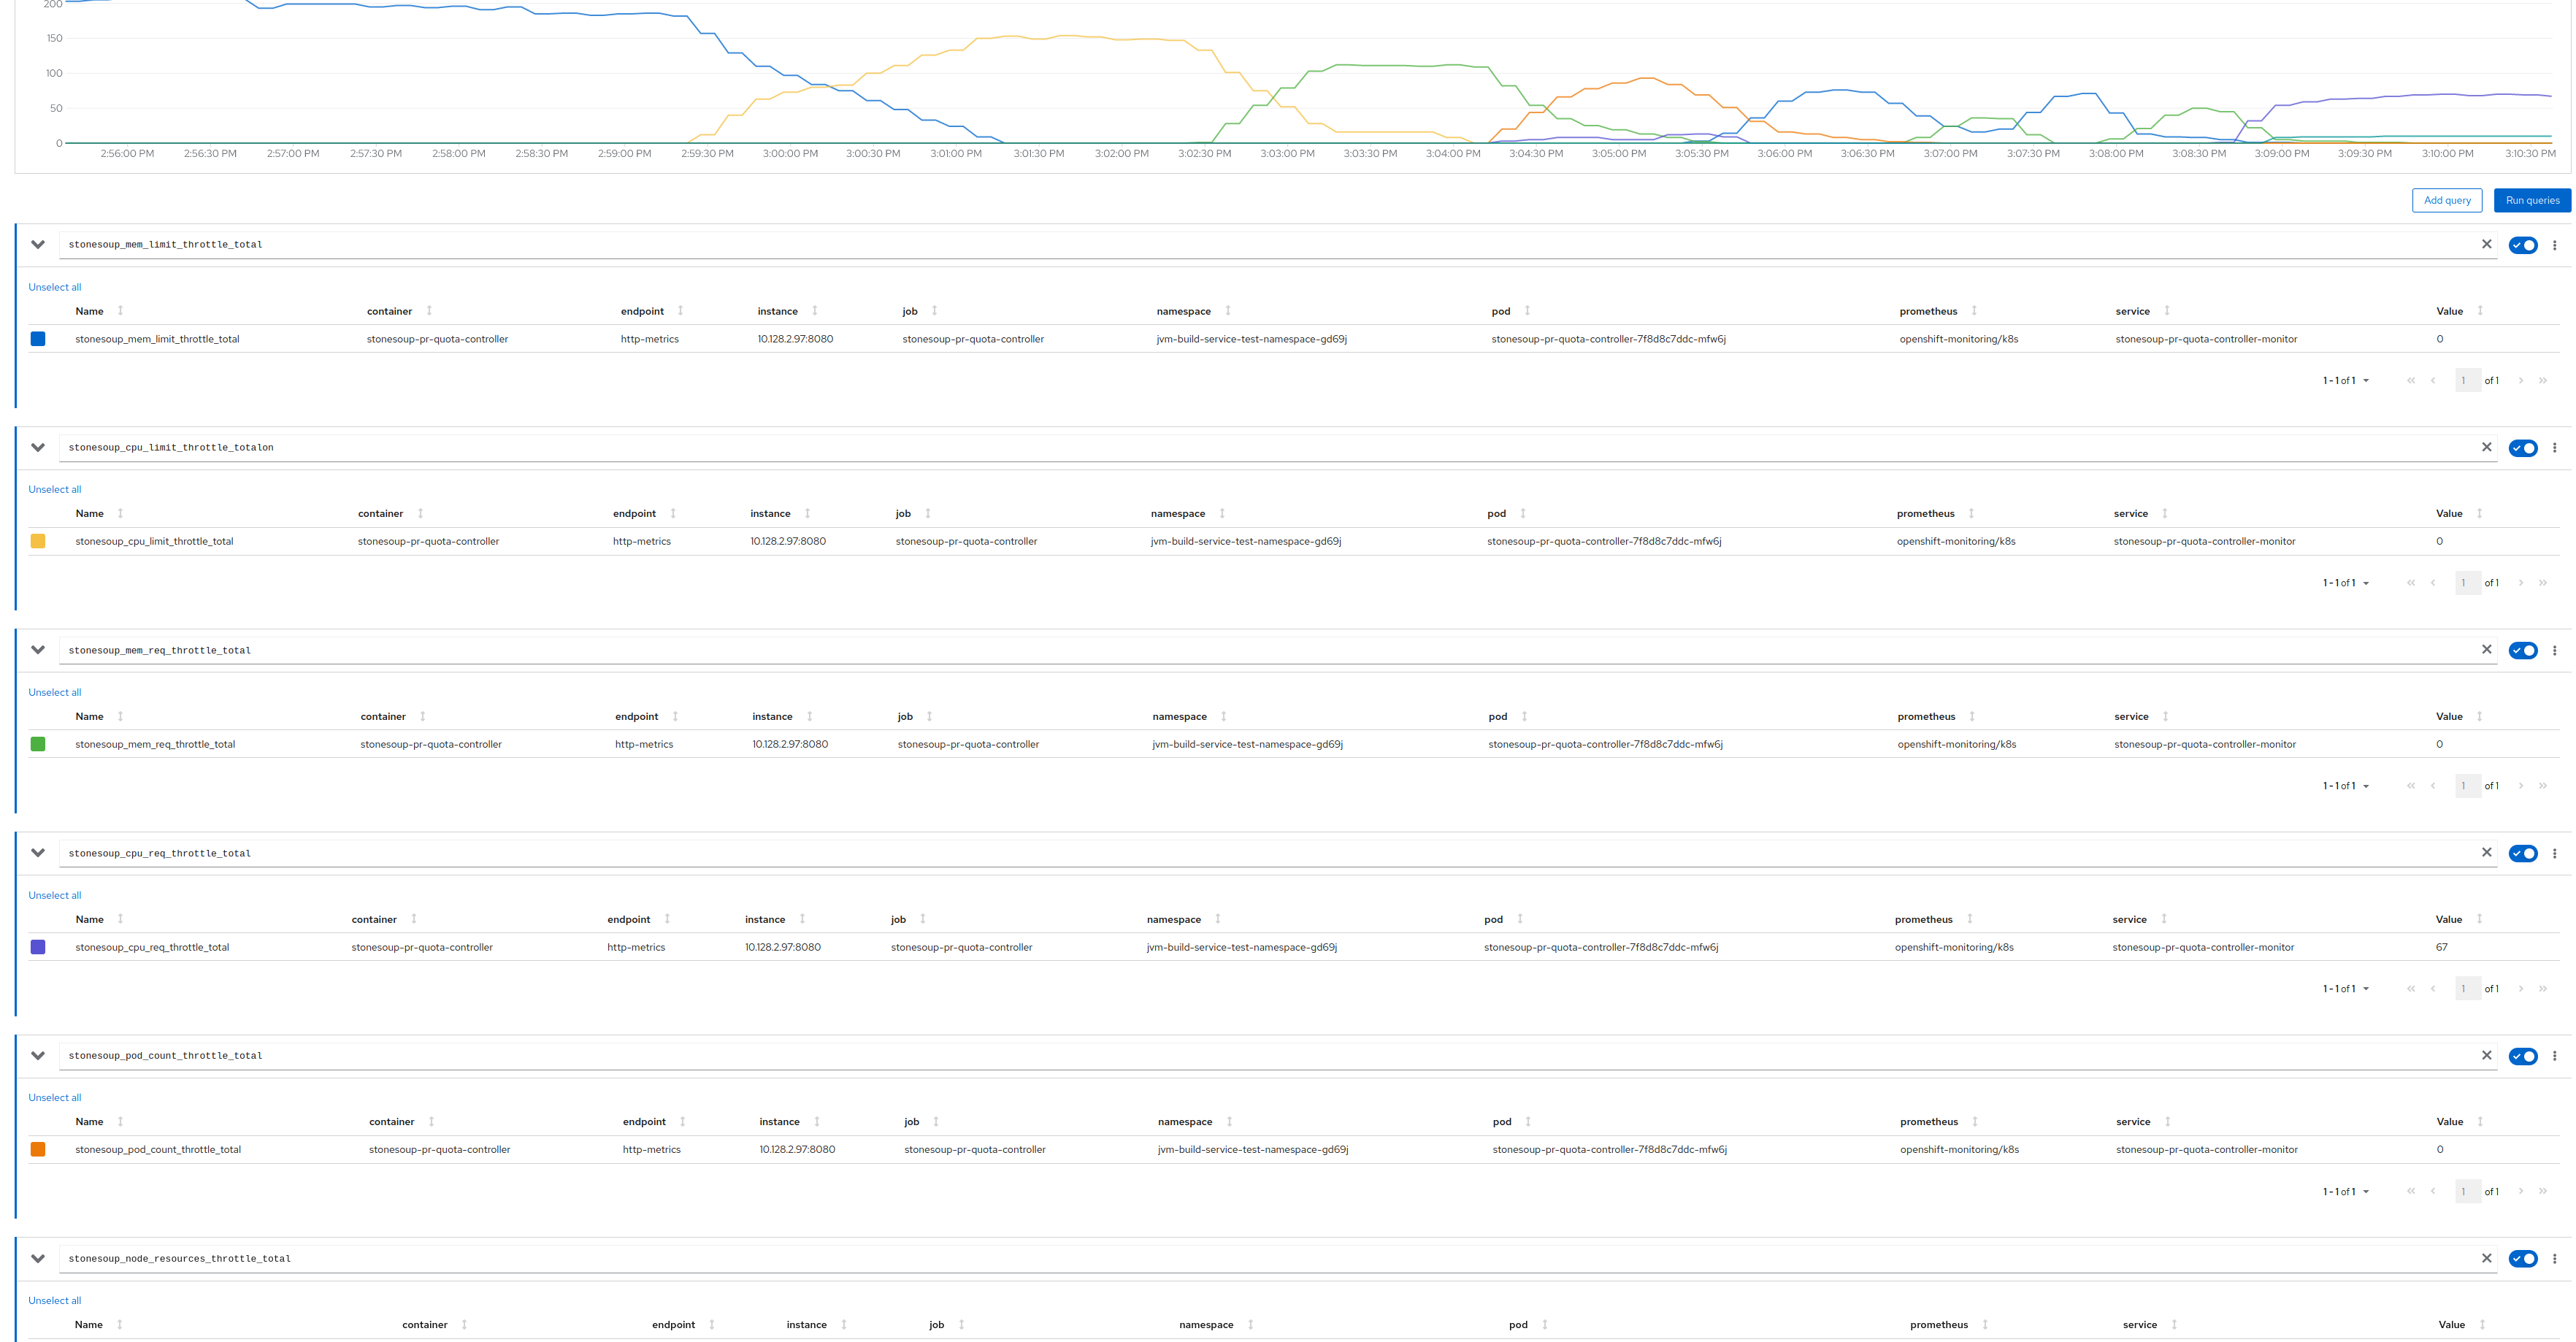 200
150
100
50
0
2:56:00 PM 2:56:30 PM 2:57:00 PM 2:57:30 PM 2:58:00 PM 2:58:30 PM 2:59:00 PM 2:59:30 PM 3:00:00 PM 3:00:30 PM 3:01:00 PM 3:01:30 PM 3:02:00 PM 3:02:30 PM 3:03:00 PM 3:03:30 PM 3:04:00 PM 3:04:30 PM 3:05:00 PM 3:05:30 PM 3:06:00 PM 3:06:30 PM 3:07:00 PM 3:07:30 PM 3:08:00 PM 3:08:30 PM 3:09:00 PM 3:09:30 PM 3:10:00 PM 3:10:30 PM
Add query Run queries
stonesoup_mem_limit_throttle_total
Unselect all
Name container endpoint instance job namespace pod prometheus service Value
stonesoup_mem_limit_throttle_total stonesoup-pr-quota-controller http-metrics 10.128.2.97:8080 stonesoup-pr-quota-controller jvm-build-service-test-namespace-gd69j stonesoup-pr-quota-controller-7f8d8c7ddc-mfw6j openshift-monitoring/k8s stonesoup-pr-quota-controller-monitor 0
1 - 1 of 1 1 of 1
stonesoup_cpu_limit_throttle_totalon
Unselect all
Name container endpoint instance job namespace pod prometheus service Value
stonesoup_cpu_limit_throttle_total stonesoup-pr-quota-controller http-metrics 10.128.2.97:8080 stonesoup-pr-quota-controller jvm-build-service-test-namespace-gd69j stonesoup-pr-quota-controller-7f8d8c7ddc-mfw6j openshift-monitoring/k8s stonesoup-pr-quota-controller-monitor 0
1 - 1 of 1 1 of 1
stonesoup_mem_req_throttle_total
Unselect all
Name container endpoint instance job namespace pod prometheus service Value
stonesoup_mem_req_throttle_total stonesoup-pr-quota-controller http-metrics 10.128.2.97:8080 stonesoup-pr-quota-controller jvm-build-service-test-namespace-gd69j stonesoup-pr-quota-controller-7f8d8c7ddc-mfw6j openshift-monitoring/k8s stonesoup-pr-quota-controller-monitor 0
1 - 1 of 1 1 of 1
stonesoup_cpu_req_throttle_total
Unselect all
Name container endpoint instance job namespace pod prometheus service Value
stonesoup_cpu_req_throttle_total stonesoup-pr-quota-controller http-metrics 10.128.2.97:8080 stonesoup-pr-quota-controller jvm-build-service-test-namespace-gd69j stonesoup-pr-quota-controller-7f8d8c7ddc-mfw6j openshift-monitoring/k8s stonesoup-pr-quota-controller-monitor 67
1 - 1 of 1 1 of 1
stonesoup_pod_count_throttle_total
Unselect all
Name container endpoint instance job namespace pod prometheus service Value
stonesoup_pod_count_throttle_total stonesoup-pr-quota-controller http-metrics 10.128.2.97:8080 stonesoup-pr-quota-controller jvm-build-service-test-namespace-gd69j stonesoup-pr-quota-controller-7f8d8c7ddc-mfw6j openshift-monitoring/k8s stonesoup-pr-quota-controller-monitor 0
1 - 1 of 1 1 of 1
stonesoup_node_resources_throttle_total
Unselect all
Name container endpoint instance job namespace pod prometheus service Value